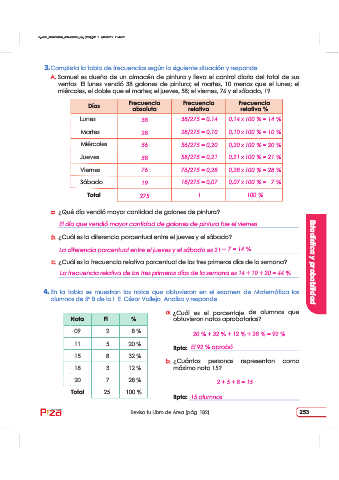 3. Completa la tabla de frecuencias según la siguiente situación y responde
A. Samuel es dueño de un almacén de pintura y lleva el control diario del total de sus
ventas El lunes vendió 38 galones de pintura; el martes, 10 menos que el lunes; el
miércoles, el doble que el martes; el jueves, 58; el viernes, 76 y el sábado, 19
Días Frecuencia absoluta Frecuencia relativa Frecuencia relativa %
Lunes 38 38/275 = 0,14 0,14 x 100 % = 14 %
Martes 28 28/275 = 0,10 0,10 x 100 % = 10 %
Miércoles 56 56/275 = 0,20 0,20 x 100 % = 20 %
Jueves 58 58/275 = 0,21 0,21 x 100 % = 21 %
Viernes 76 76/275 = 0,28 0,28 x 100 % = 28 %
Sábado 19 19/275 = 0,07 0,07 x 100 % = 7 %
Total 275 1 100 %
a ¿Qué día vendió mayor cantidad de galones de pintura?
El día que vendió mayor cantidad de galones de pintura fue el viernes
b ¿Cuál es la diferencia porcentual entre el jueves y el sábado?
La diferencia porcentual entre el jueves y el sábado es 21 – 7 = 14 %
c ¿Cuál es la frecuencia relativa porcentual de los tres primeros días de la semana?
La frecuencia relativa de los tres primeros días de la semana es 14 + 10 + 20 = 44 %
4. En la tabla se muestran las notas que obtuvieron en el examen de Matemática los
alumnos de 3º B de la I E César Vallejo Analiza y responde
Nota Fi %
09 2 8 %
11 5 20 %
15 8 32 %
18 3 12 %
20 7 28 %
Total 25 100 %
a ¿Cuál es el porcentaje de alumnos que
obtuvieron notas aprobatorias?
20 % + 32 % + 12 % + 28 % = 92 %
Rpta: El 92 % aprobó
b ¿Cuántos personas representan como
máximo nota 15?
2 + 5 + 8 = 15
Rpta: 15 alumnos
Estadística y probabilidad
Revisa tu Libro de Área (pág.
253